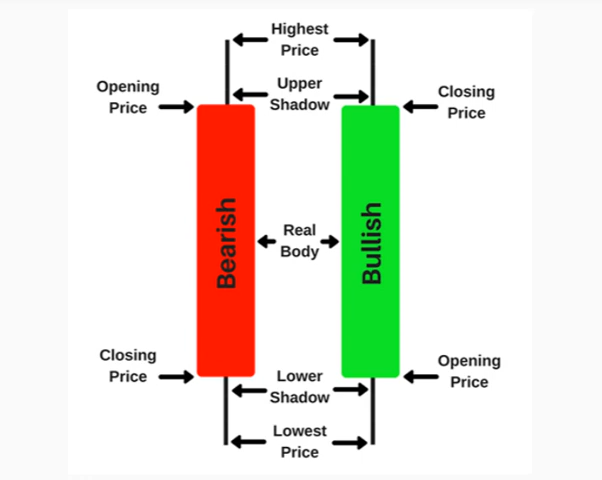 Highest
Price
Opening
Price
Upper
Shadow
Closing
Price
Bearish
Real
Body
Bullish
Closing
Price
Lower
Shadow
Opening
Price
Lowest
Price